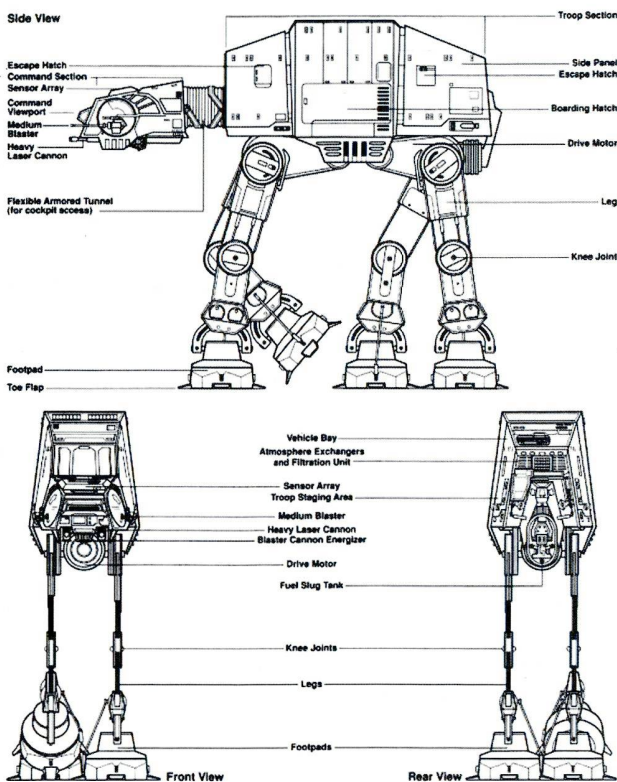 Side View
Troop Section
Escape Hatch
Command Section
Sensor Array
Command
Viewport
Medium
Blaster
Heavy
Laser Cannon
Side Panel
Escape Hatch
Boarding Hatch
Drive Motor
Flexible Armored Tunnel
(for cockpit access)
Leg
Knee Joint
Footpad
Toe Flap
Vehicle Bay
Atmosphere Exchangers
and Filtration Unit
Sensor Array
Troop Staging Area
Medium Blaster
Heavy Laser Cannon
Blaster Cannon Energizer
Drive Motor
Fuel Slug Tank
Knee Joints
Legs
Footpads
Front View
Rear View